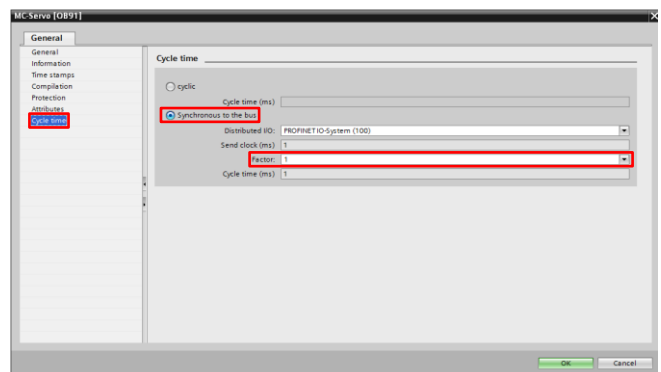 MC-Servo [OB91]
General
General
Information
Time stamps
Compilation
Protection
Attributes
Cycle time
Cycle time
cyclic
Cycle time (ms)
Synchronous to the bus
Distributed I/O: PROFINET IO-System (100)
Send clock (ms) 1
Factor: 1
Cycle time (ms) 1
OK Cancel